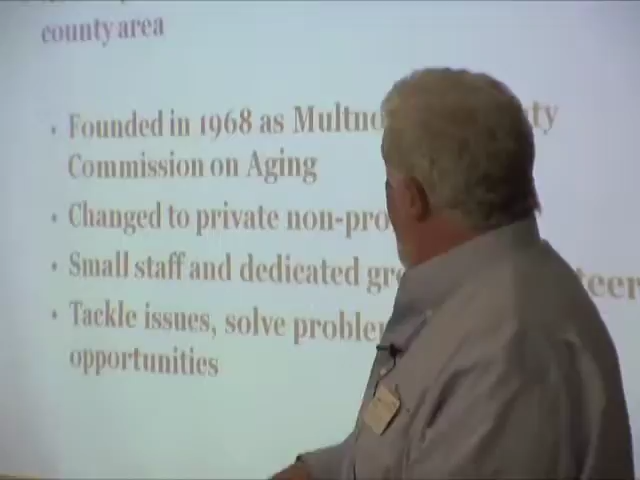 county area
• Founded in 1968 as Multno ty
Commission on Aging
• Changed to private non-pro
• Small staff and dedicated gr teer
• Tackle issues, solve proble
opportunities